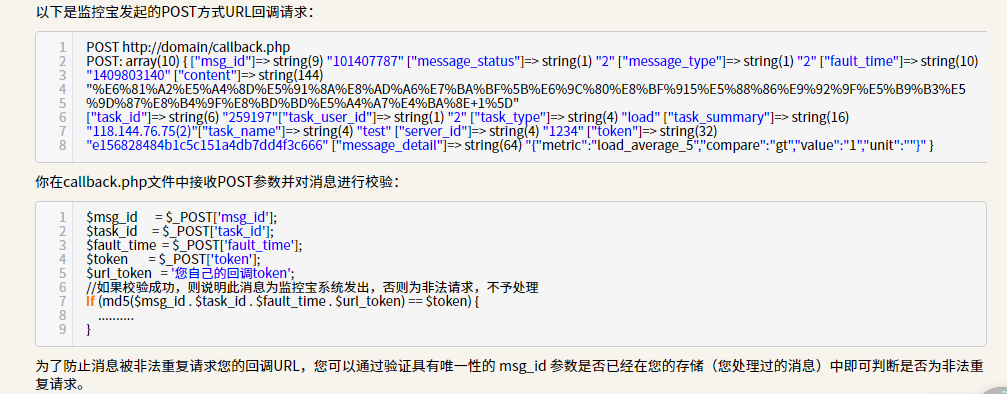 以下是监控宝发起的POST方式URL回调请求：
1 POST http://domain/callback.php
2 POST: array(10) { ["msg_id"]=> string(9) "101407787" ["message_status"]=> string(1) "2" ["message_type"]=> string(1) "2" ["fault_time"]=> string(10)
3 "1409803140" ["content"]=> string(144)
4 "%E6%81%A2%E5%A4%8D%E5%91%8A%E8%AD%A6%E7%BA%BF%5B%E6%9C%80%E8%BF%915%E5%88%86%E9%92%9F%E5%B9%B3%E5
5 %9D%87%E8%B4%9F%E8%BD%BD%E5%A4%A7%E4%BA%8E+1%5D"
6 ["task_id"]=> string(6) "259197"["task_user_id"]=> string(1) "2" ["task_type"]=> string(4) "load" ["task_summary"]=> string(16)
7 "118.144.76.75(2)"["task_name"]=> string(4) "test" ["server_id"]=> string(4) "1234" ["token"]=> string(32)
8 "e156828484b1c5c151a4db7dd4f3c666" ["message_detail"]=> string(64) "{"metric":"load_average_5","compare":"gt","value":"1","unit":""}" }
你在callback.php文件中接收POST参数并对消息进行校验：
1 $msg_id = $_POST['msg_id'];
2 $task_id = $_POST['task_id'];
3 $fault_time = $_POST['fault_time'];
4 $token = $_POST['token'];
5 $url_token = '您自己的回调token';
6 //如果校验成功，则说明此消息为监控宝系统发出，否则为非法请求，不予处理
7 if (md5($msg_id . $task_id . $fault_time . $url_token) == $token) {
8 ..........
9 }
为了防止消息被非法重复请求您的回调URL，您可以通过验证具有唯一性的 msg_id 参数是否已经在您的存储（您处理过的消息）中即可判断是否为非法重
复请求。